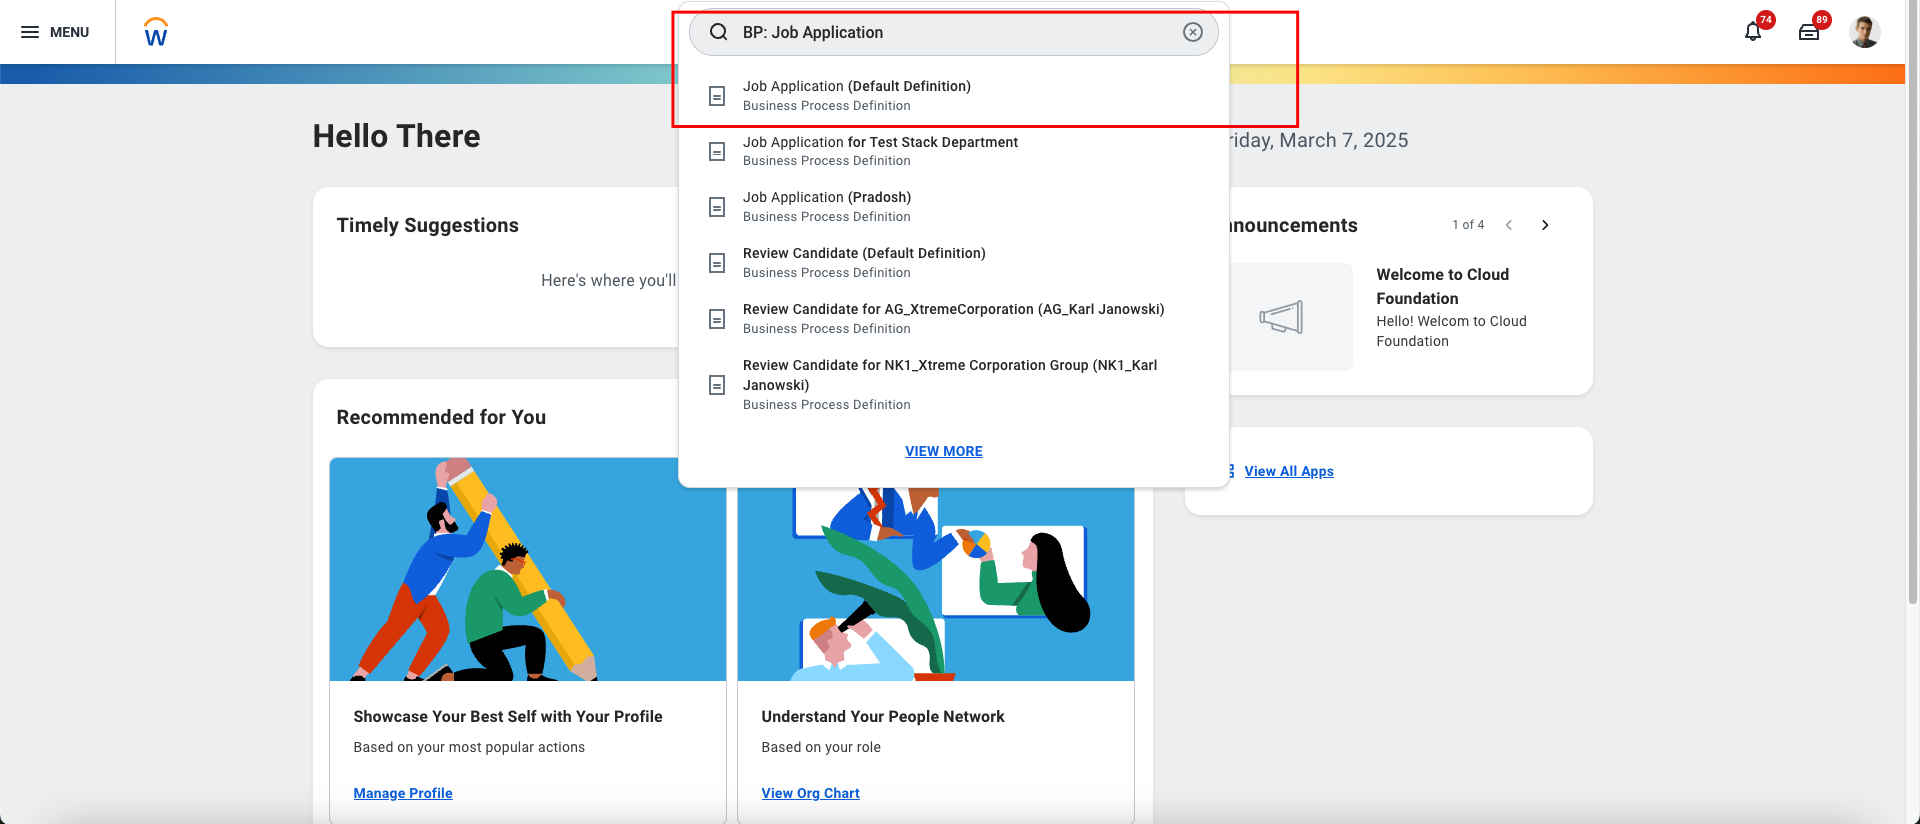 MENU
BP: Job Application
74
89
Job Application (Default Definition)
Business Process Definition
Job Application for Test Stack Department
Business Process Definition
Job Application (Pradosh)
Business Process Definition
Review Candidate (Default Definition)
Business Process Definition
Review Candidate for AG_XtremeCorporation (AG_Karl Janowski)
Business Process Definition
Review Candidate for NK1_Xtreme Corporation Group (NK1_Karl
Janowski)
Business Process Definition
VIEW MORE
Hello There
riday, March 7, 2025
Timely Suggestions
Here's where you'll
nouncements
1 of 4
Welcome to Cloud
Foundation
Hello! Welcom to Cloud
Foundation
Recommended for You
View All Apps
Showcase Your Best Self with Your Profile
Based on your most popular actions
Manage Profile
Understand Your People Network
Based on your role
View Org Chart